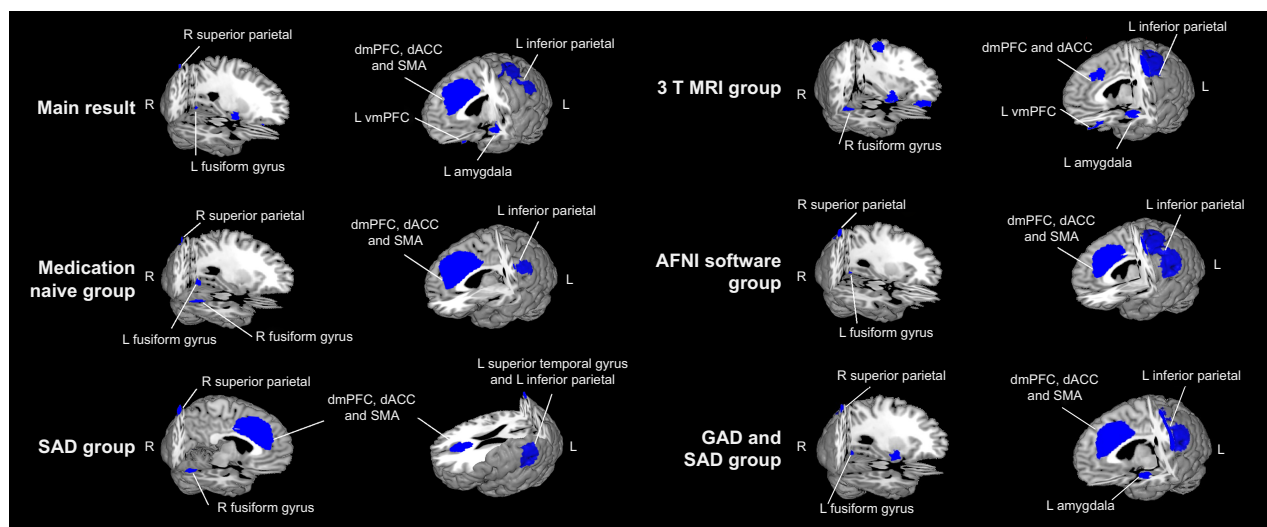 Main result
R
R superior parietal
L fusiform gyrus
dmPFC, dACC
and SMA
L inferior parietal
L vmPFC
L amygdala
L
3 T MRI group
R
R fusiform gyrus
dmPFC and dACC
L inferior parietal
L vmPFC
L amygdala
L
Medication
naive group
R
R superior parietal
L fusiform gyrus
R fusiform gyrus
dmPFC, dACC
and SMA
L inferior parietal
L
AFNI software
group
R
R superior parietal
L fusiform gyrus
dmPFC, dACC
and SMA
L inferior parietal
L
SAD group
R
R superior parietal
R fusiform gyrus
dmPFC, dACC
and SMA
L superior temporal gyrus
and L inferior parietal
L
GAD and
SAD group
R
R superior parietal
L fusiform gyrus
dmPFC, dACC
and SMA
L inferior parietal
L amygdala
L